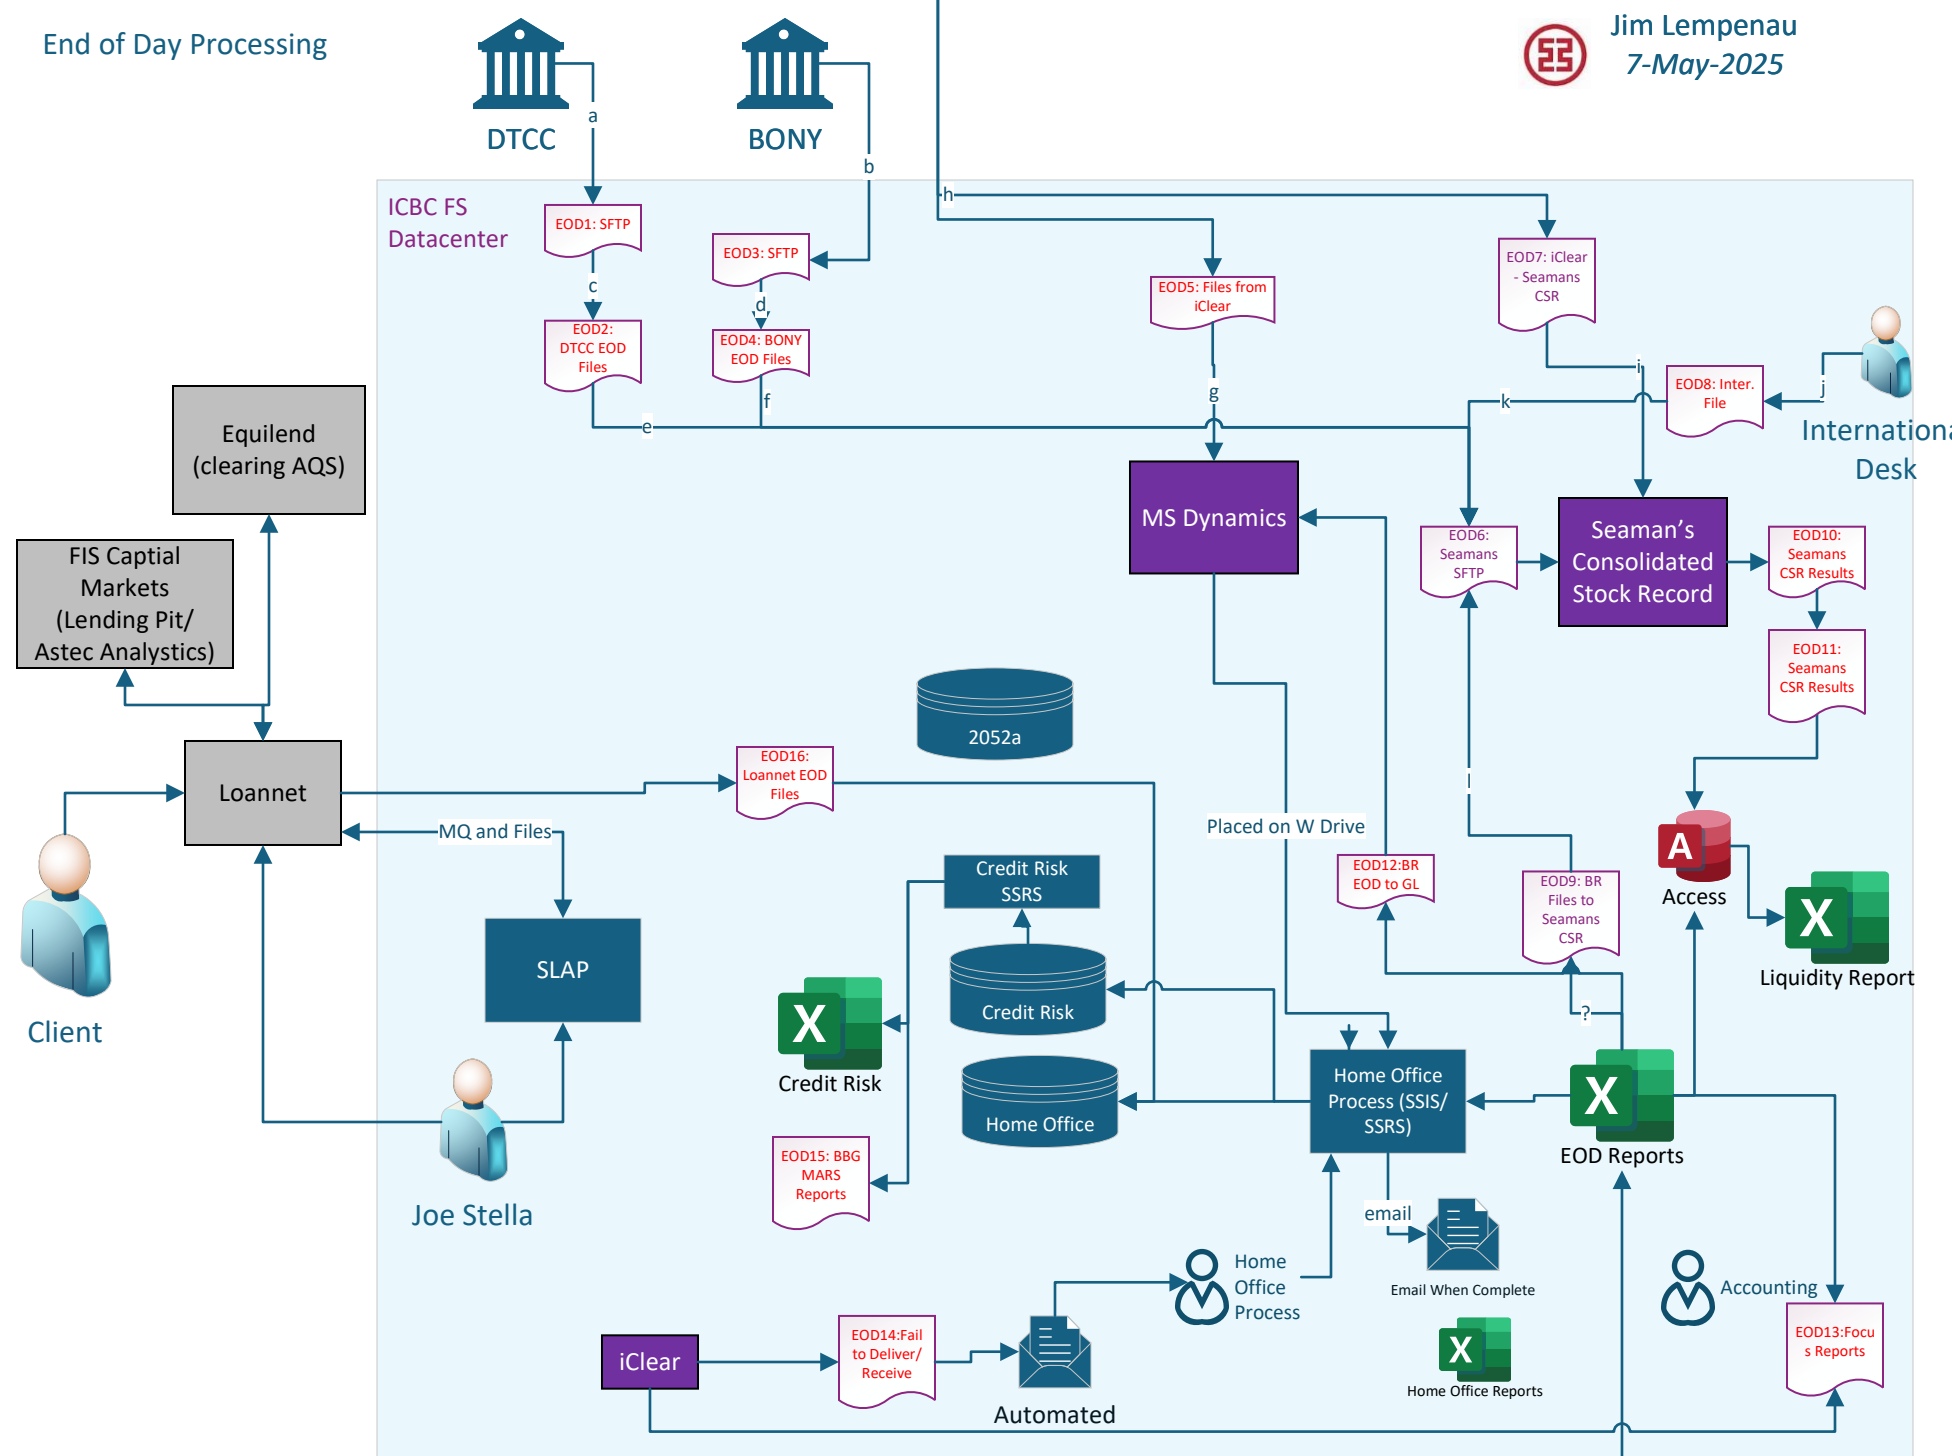 End of Day Processing
Jim Lempenau
7-May-2025
DTCC
BONY
a
b
ICBC FS
Datacenter
h
EOD1: SFTP
EOD3: SFTP
EOD7: iClear
- Seamans
CSR
c
d
EOD5: Files from
iClear
EOD2:
DTCC EOD
Files
EOD4: BONY
EOD Files
i
EOD8: Inter.
File
j
f
g
k
e
Internationa
Desk
Equilend
(clearing AQS)
MS Dynamics
EOD6:
Seamans
SFTP
Seaman's
Consolidated
Stock Record
EOD10:
Seamans
CSR Results
FIS Captial
Markets
(Lending Pit/
Astec Analystics)
EOD11:
Seamans
CSR Results
2052a
EOD16:
Loannet EOD
Files
l
Loannet
MQ and Files
Placed on W Drive
Credit Risk
SSRS
EOD12:BR
EOD to GL
EOD9: BR
Files to
Seamans
CSR
A
Access
X
Liquidity Report
SLAP
Credit Risk
X
Credit Risk
?
Client
Home Office
Home Office
Process (SSIS/
SSRS)
X
EOD Reports
EOD15: BBG
MARS
Reports
Joe Stella
email
Home
Office
Process
Email When Complete
Accounting
iClear
EOD14:Fail
to Deliver/
Receive
Automated
X
Home Office Reports
EOD13:Focu
s Reports